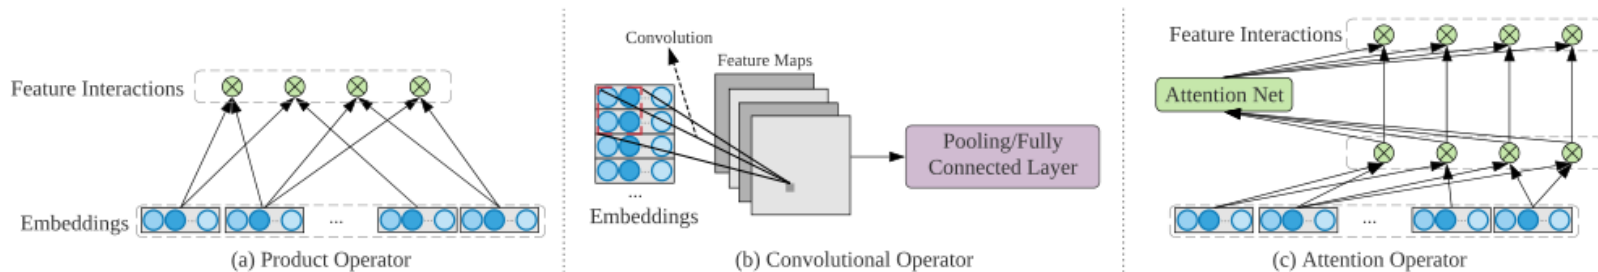 Feature Interactions
Embeddings
...
(a) Product Operator
Convolution
Feature Maps
...
Embeddings
Pooling/Fully
Connected Layer
(b) Convolutional Operator
Feature Interactions
Attention Net
...
(c) Attention Operator